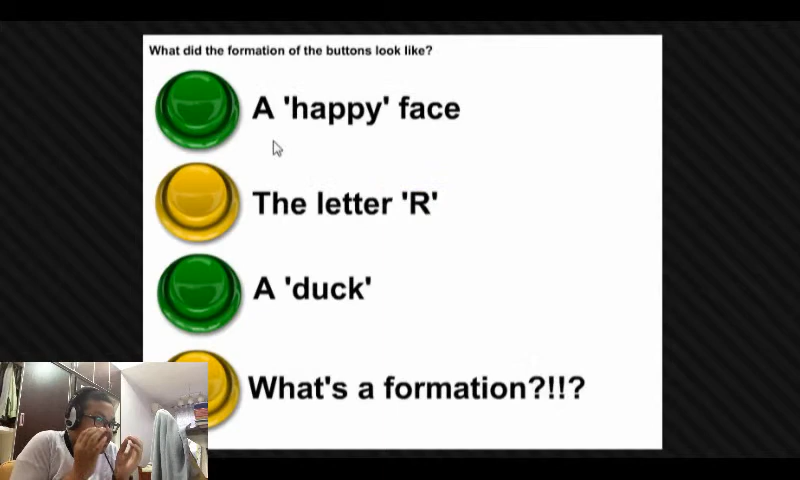 What did the formation of the buttons look like?
A 'happy' face
The letter 'R'
A 'duck'
What's a formation?!!?